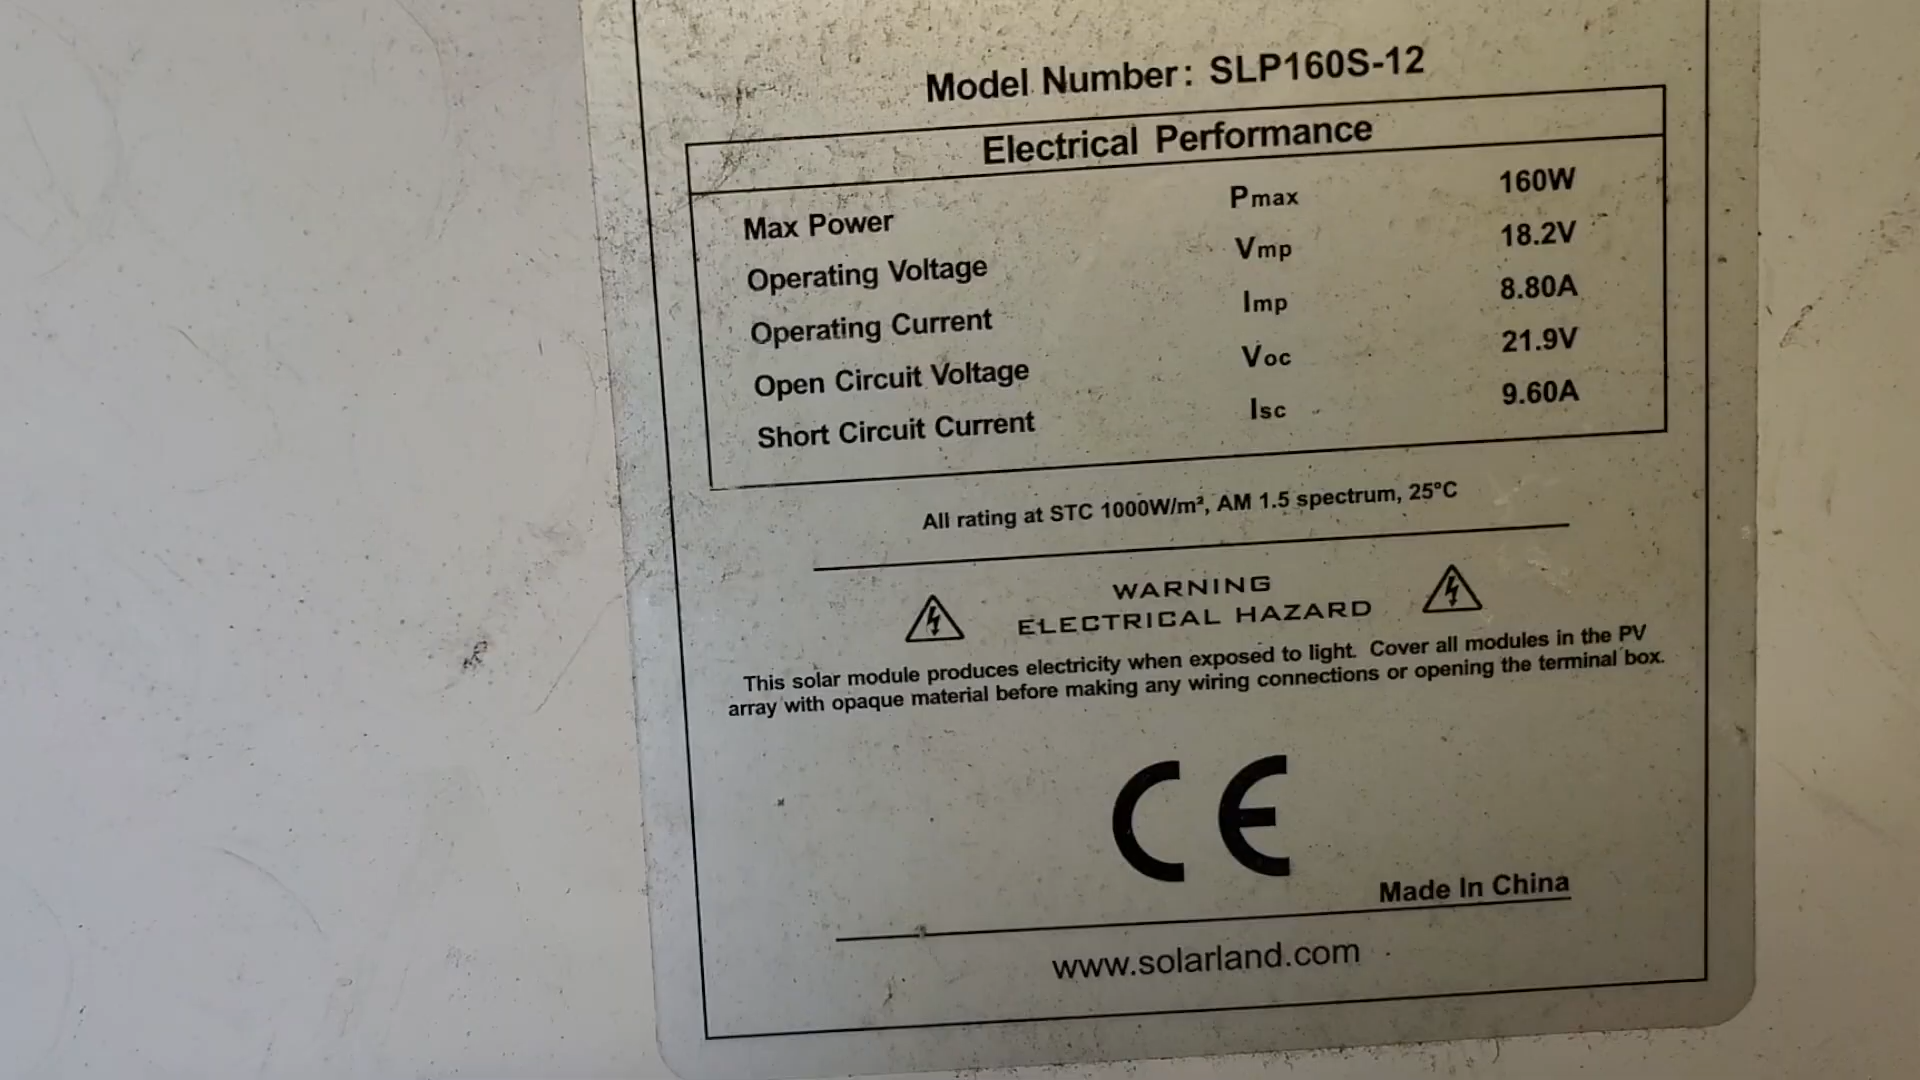 Model Number: SLP160S-12
Electrical Performance
Max Power Pmax 160W
Operating Voltage Vmp 18.2V
Operating Current Imp 8.80A
Open Circuit Voltage Voc 21.9V
Short Circuit Current Isc 9.60A
All rating at STC 1000W/m², AM 1.5 spectrum, 25°C
WARNING
ELECTRICAL HAZARD
This solar module produces electricity when exposed to light. Cover all modules in the PV
array with opaque material before making any wiring connections or opening the terminal box.
CE
Made In China
www.solarland.com